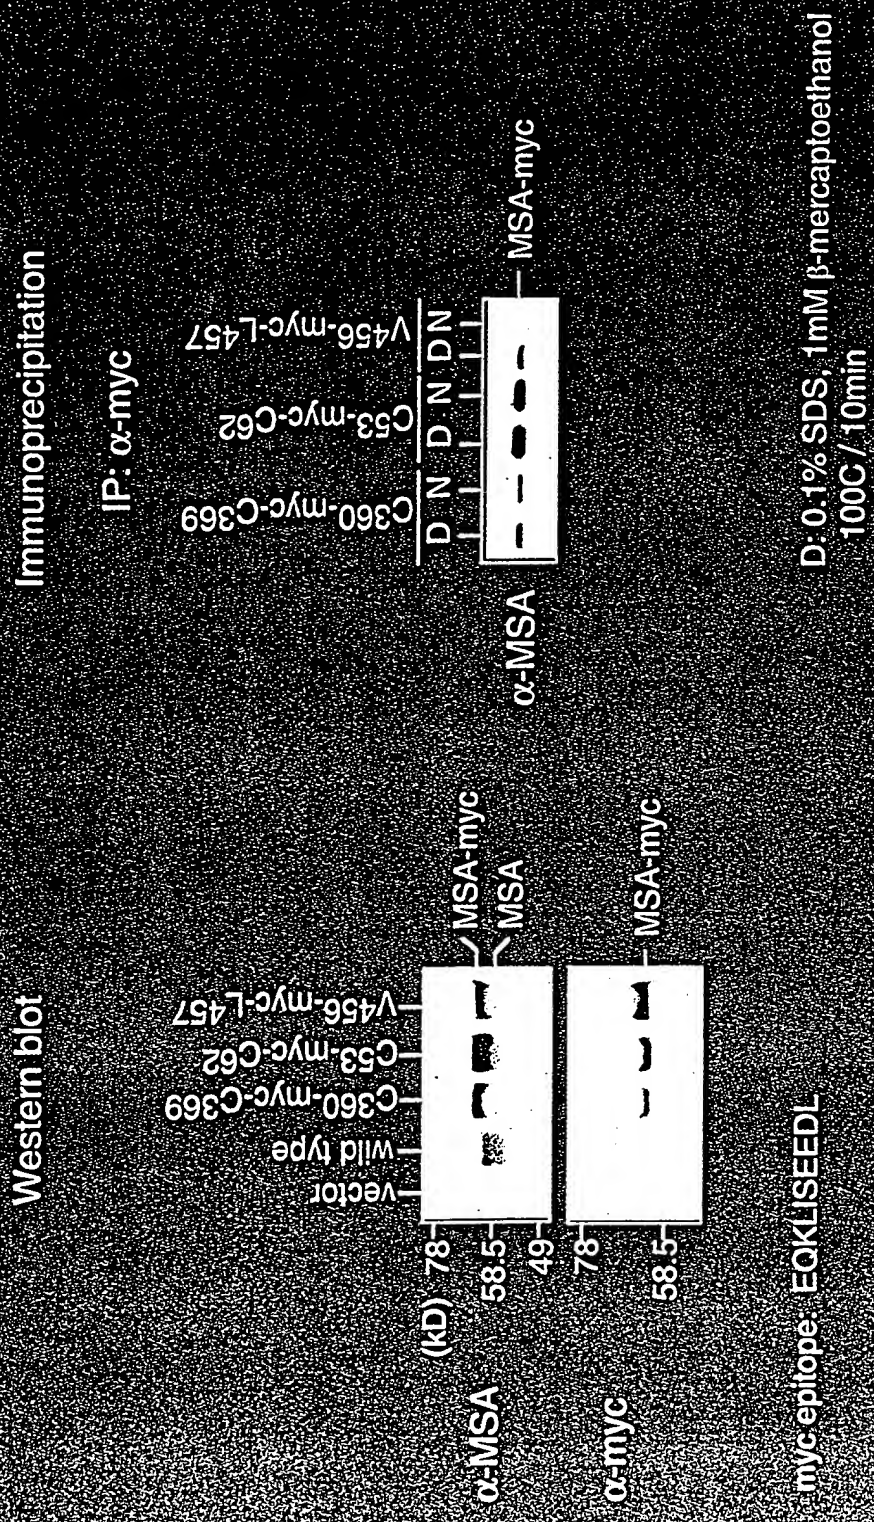 Western blot
vector
wild type
C360-myc-C369
C53-myc-C62
V456-myc-L457
(kD)
α-MSA
78
58.5
49
MSA-myc
MSA
α-myc
78
58.5
MSA-myc
myc epitope: EQKLISEEDL
Immunoprecipitation
IP: α-myc
C360-myc-C369
C53-myc-C62
V456-myc-L457
D N D N D N
α-MSA
MSA-myc
D: 0.1% SDS, 1mM β-mercaptoethanol
100C / 10min